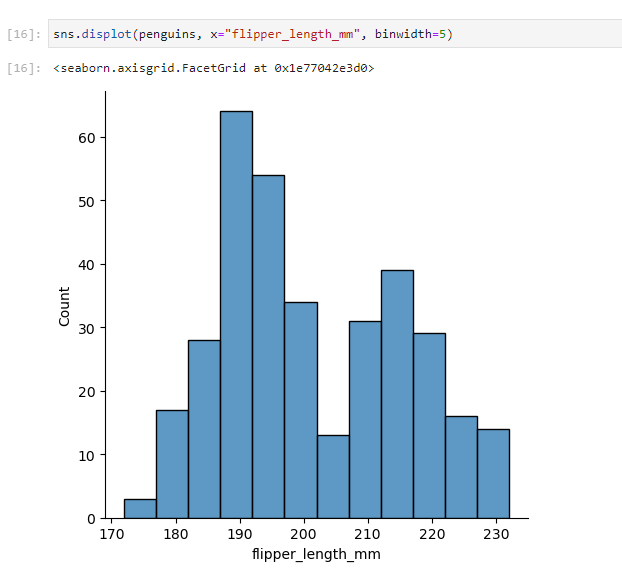 [16]: sns.displot(penguins, x="flipper_length_mm", binwidth=5)
[16]: <seaborn.axisgrid.FacetGrid at 0x1e77042e3d0>
60
50
40
30
20
10
0
Count
170 180 190 200 210 220 230
flipper_length_mm